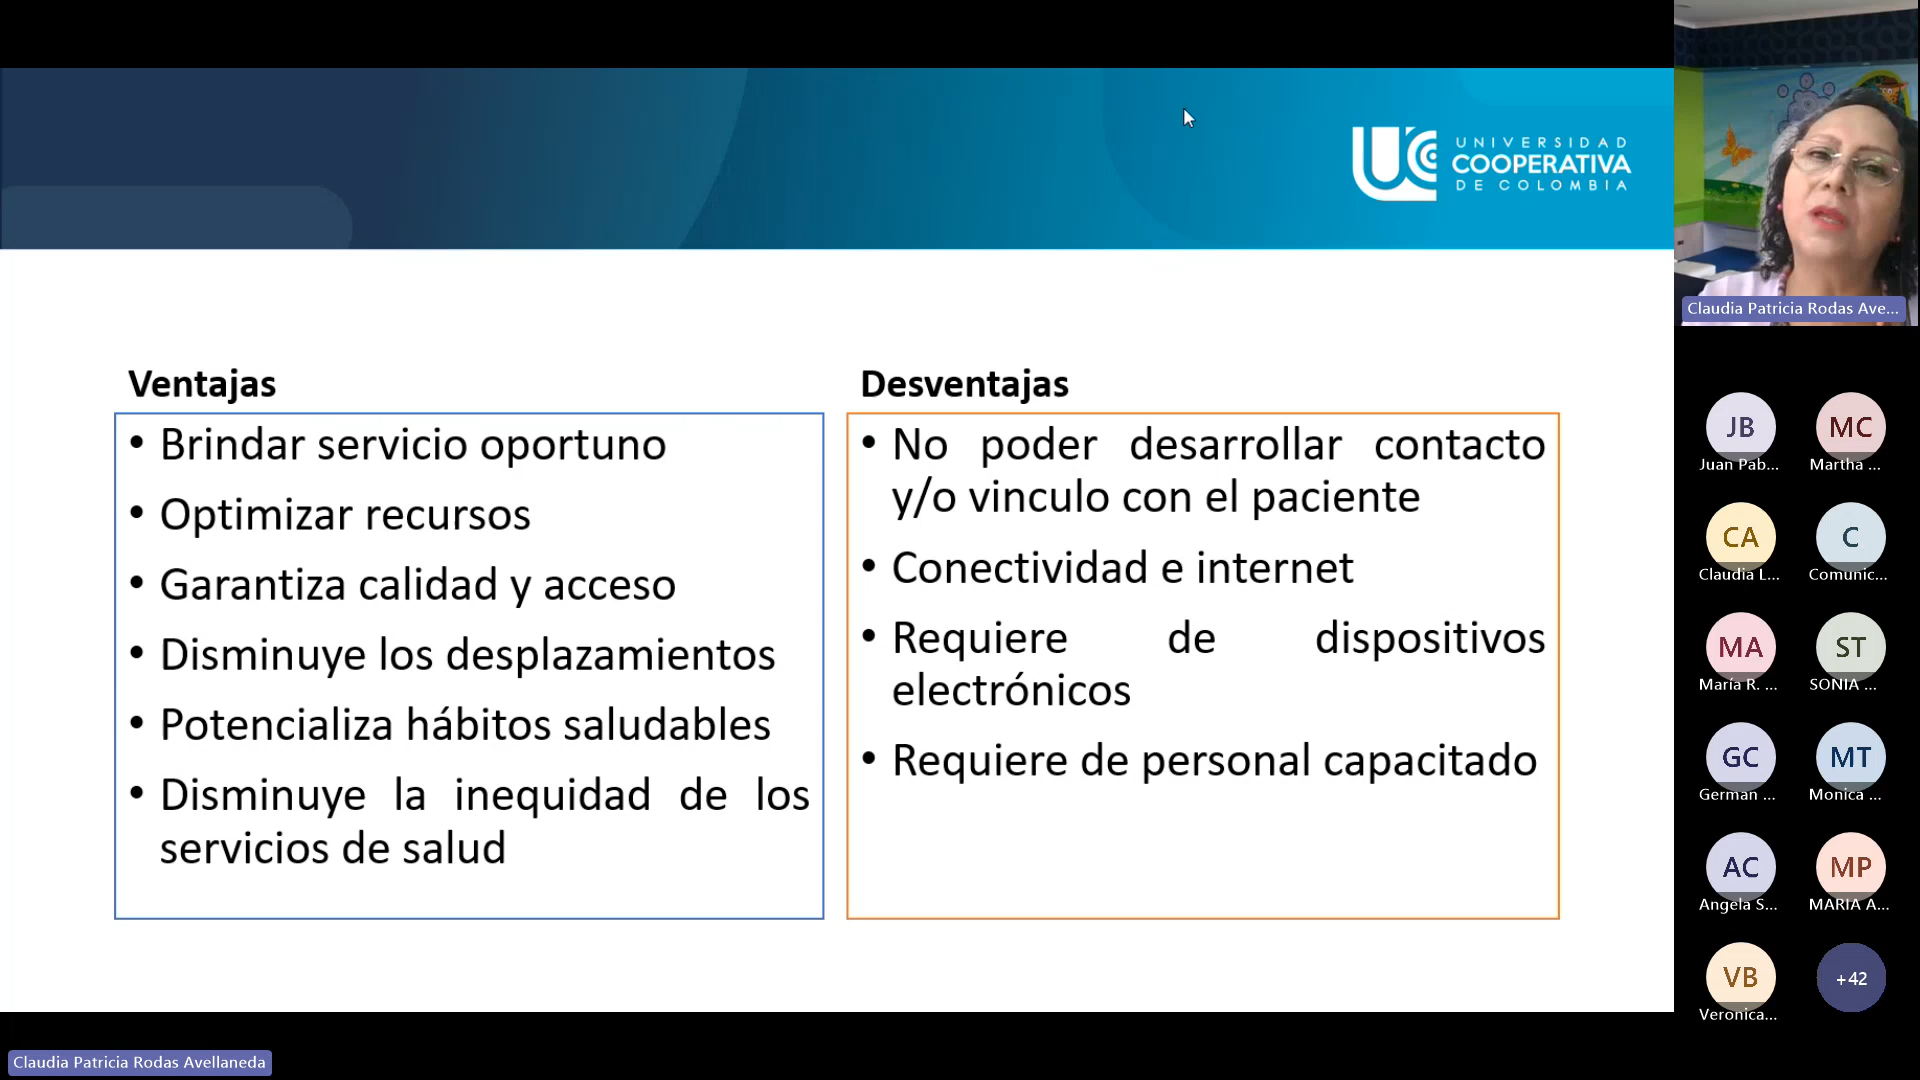 UNIVERSIDAD
COOPERATIVA
DE COLOMBIA
Ventajas
• Brindar servicio oportuno
• Optimizar recursos
• Garantiza calidad y acceso
• Disminuye los desplazamientos
• Potencializa hábitos saludables
• Disminuye la inequidad de los
servicios de salud
Desventajas
• No poder desarrollar contacto
y/o vinculo con el paciente
• Conectividad e internet
• Requiere de dispositivos
electrónicos
• Requiere de personal capacitado
Claudia Patricia Rodas Ave...
JB
Juan Pab...
MC
Martha ...
CA
Claudia L...
C
Comunic...
MA
María R. ...
ST
SONIA ...
GC
German ...
MT
Monica ...
AC
Angela S...
MP
MARIA A...
VB
Veronica...
+42
Claudia Patricia Rodas Avellaneda